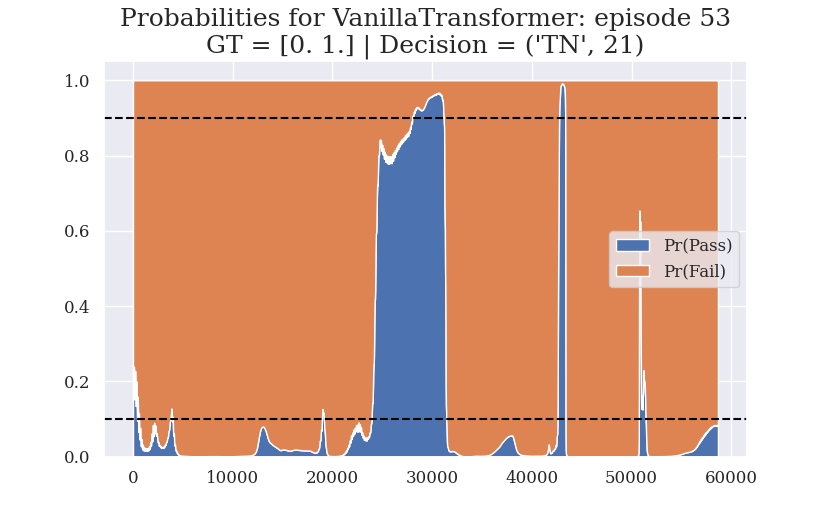 Probabilities for VanillaTransformer: episode 53
GT = [0. 1.] | Decision = ('TN', 21)
1.0
0.8
0.6
0.4
0.2
0.0
Pr(Pass)
Pr(Fail)
0 10000 20000 30000 40000 50000 60000